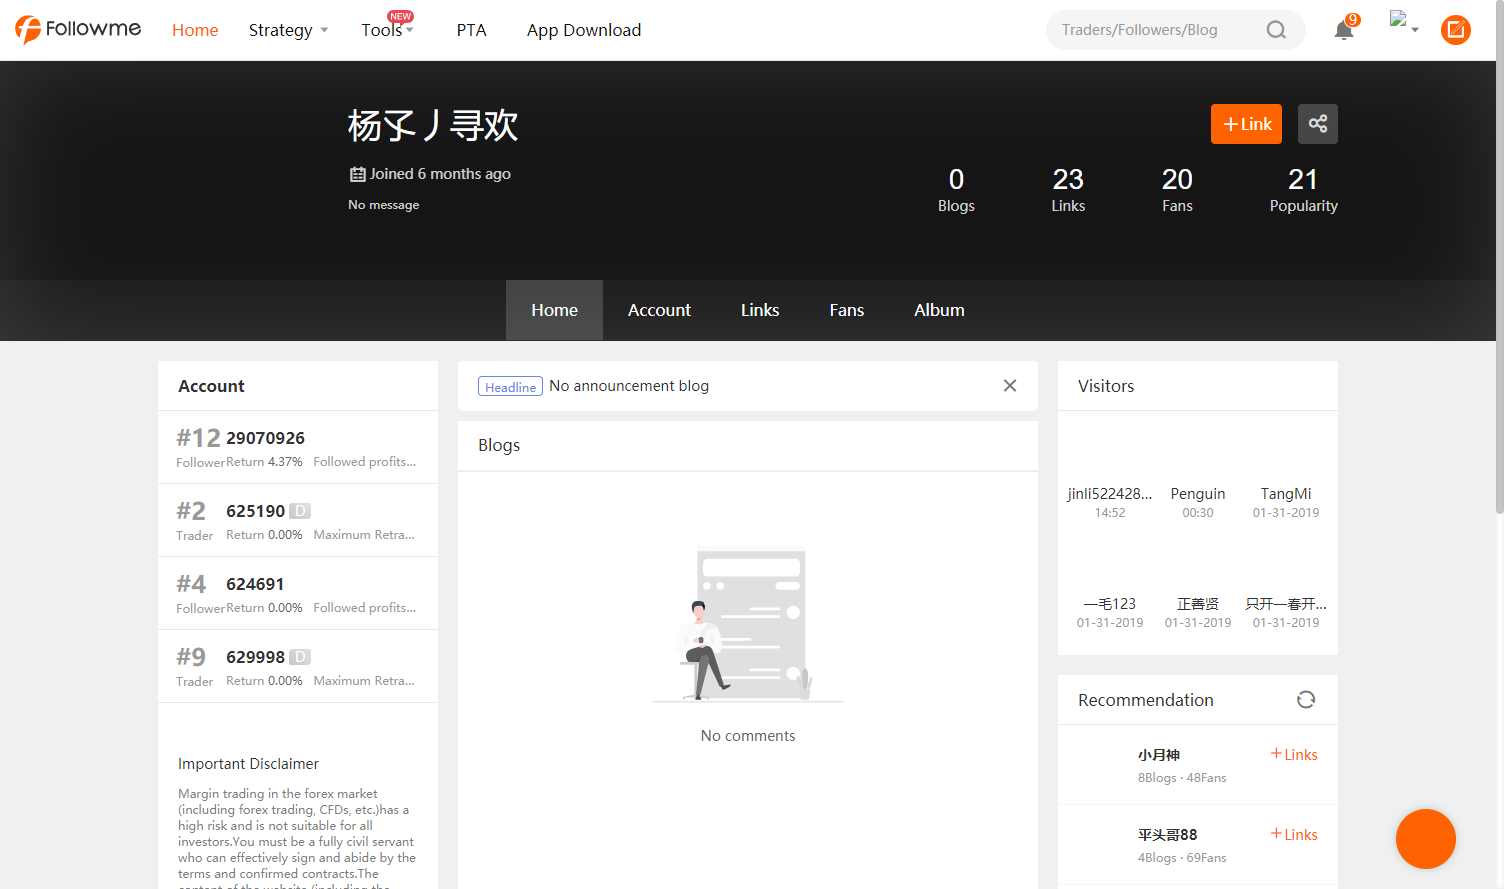 Followme Home Strategy Tools NEW PTA App Download Traders/Followers/Blog 9
杨孓丿寻欢
+Link
Joined 6 months ago
No message
0 23 20 21
Blogs Links Fans Popularity
Home Account Links Fans Album
Account
#12 29070926
Follower Return 4.37% Followed profits...
#2 625190 D
Trader Return 0.00% Maximum Retra...
#4 624691
Follower Return 0.00% Followed profits...
#9 629998 D
Trader Return 0.00% Maximum Retra...
Important Disclaimer
Margin trading in the forex market
(including forex trading, CFDs, etc.)has a
high risk and is not suitable for all
investors.You must be a fully civil servant
who can effectively sign and abide by the
terms and confirmed contracts.The
content of the website (including the
Headline No announcement blog
Blogs
No comments
Visitors
jinli522428... Penguin TangMi
14:52 00:30 01-31-2019
一毛123 正善贤 只开一春开...
01-31-2019 01-31-2019 01-31-2019
Recommendation
小月神 +Links
8Blogs · 48Fans
平头哥88 +Links
4Blogs · 69Fans